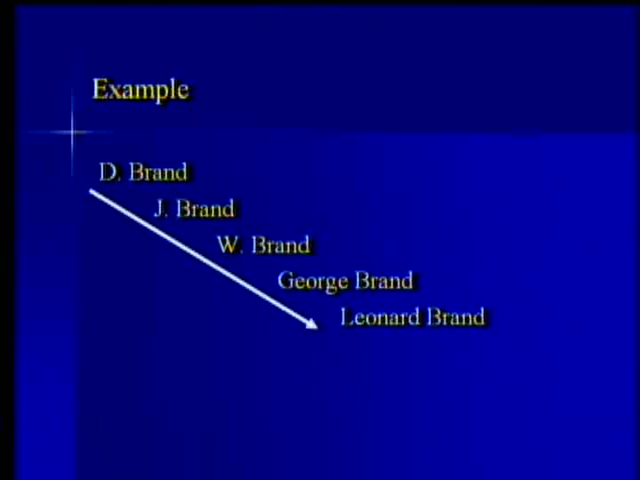 Example
D. Brand
J. Brand
W. Brand
George Brand
Leonard Brand